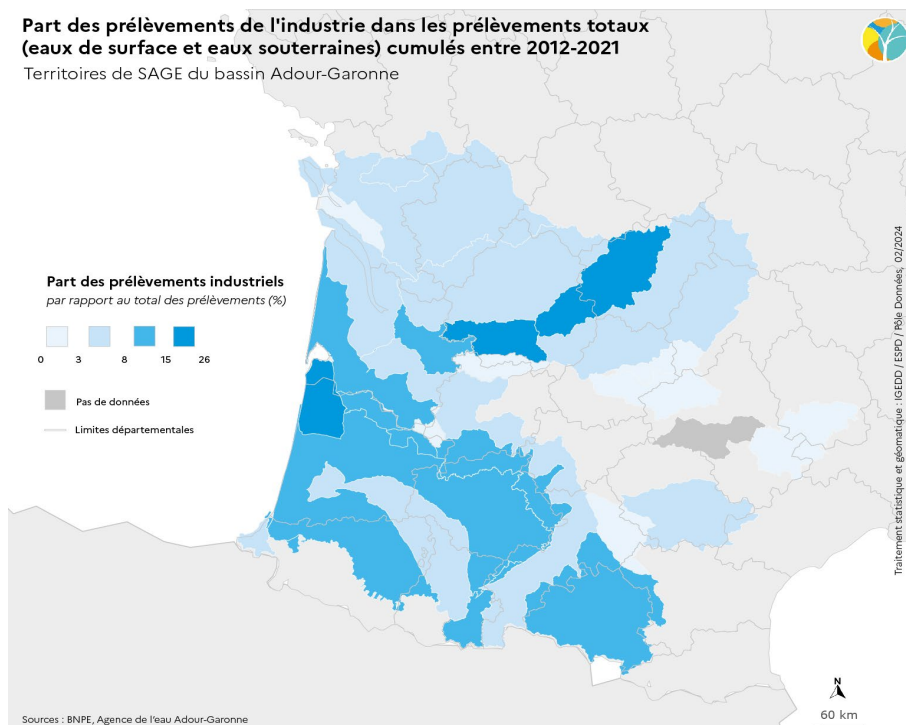 Part des prélèvements de l'industrie dans les prélèvements totaux
(eaux de surface et eaux souterraines) cumulés entre 2012-2021
Territoires de SAGE du bassin Adour-Garonne
Part des prélèvements industriels
par rapport au total des prélèvements (%)
0 3 8 15 26
Pas de données
Limites départementales
Traitement statistique et géomatique : IGEDD / ESPD / Pôle Données, 02/2024
N
60 km
Sources : BNPE, Agence de l'eau Adour-Garonne